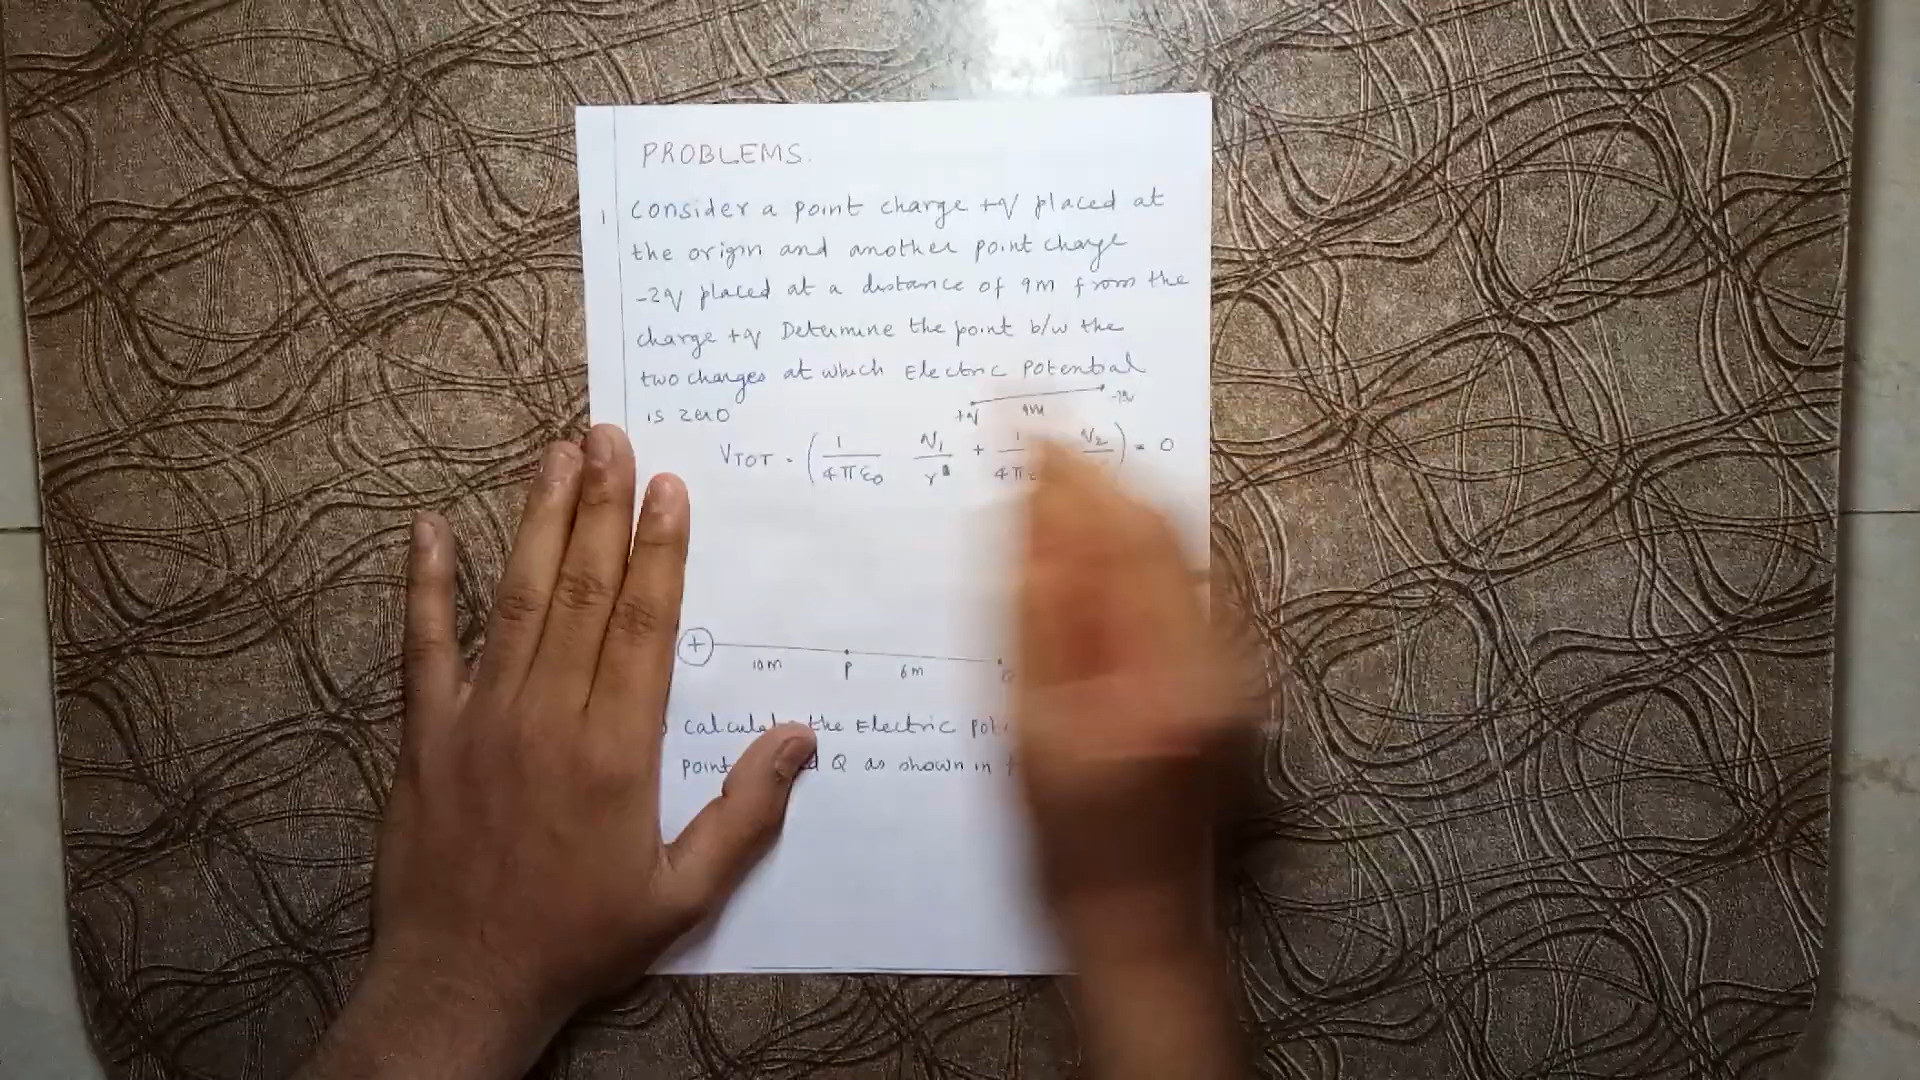 PROBLEMS.
1 Consider a point charge +q placed at
the origin and another point charge
-2q placed at a distance of 9m from the
charge +q Determine the point b/w the
two charges at which Electric Potential
is zero
+q 9m -2q
VTOT = (1/4πε0 q1/r + 1/4π q2) = 0
+ 10m P 6m
calculate the Electric
point Q as shown in